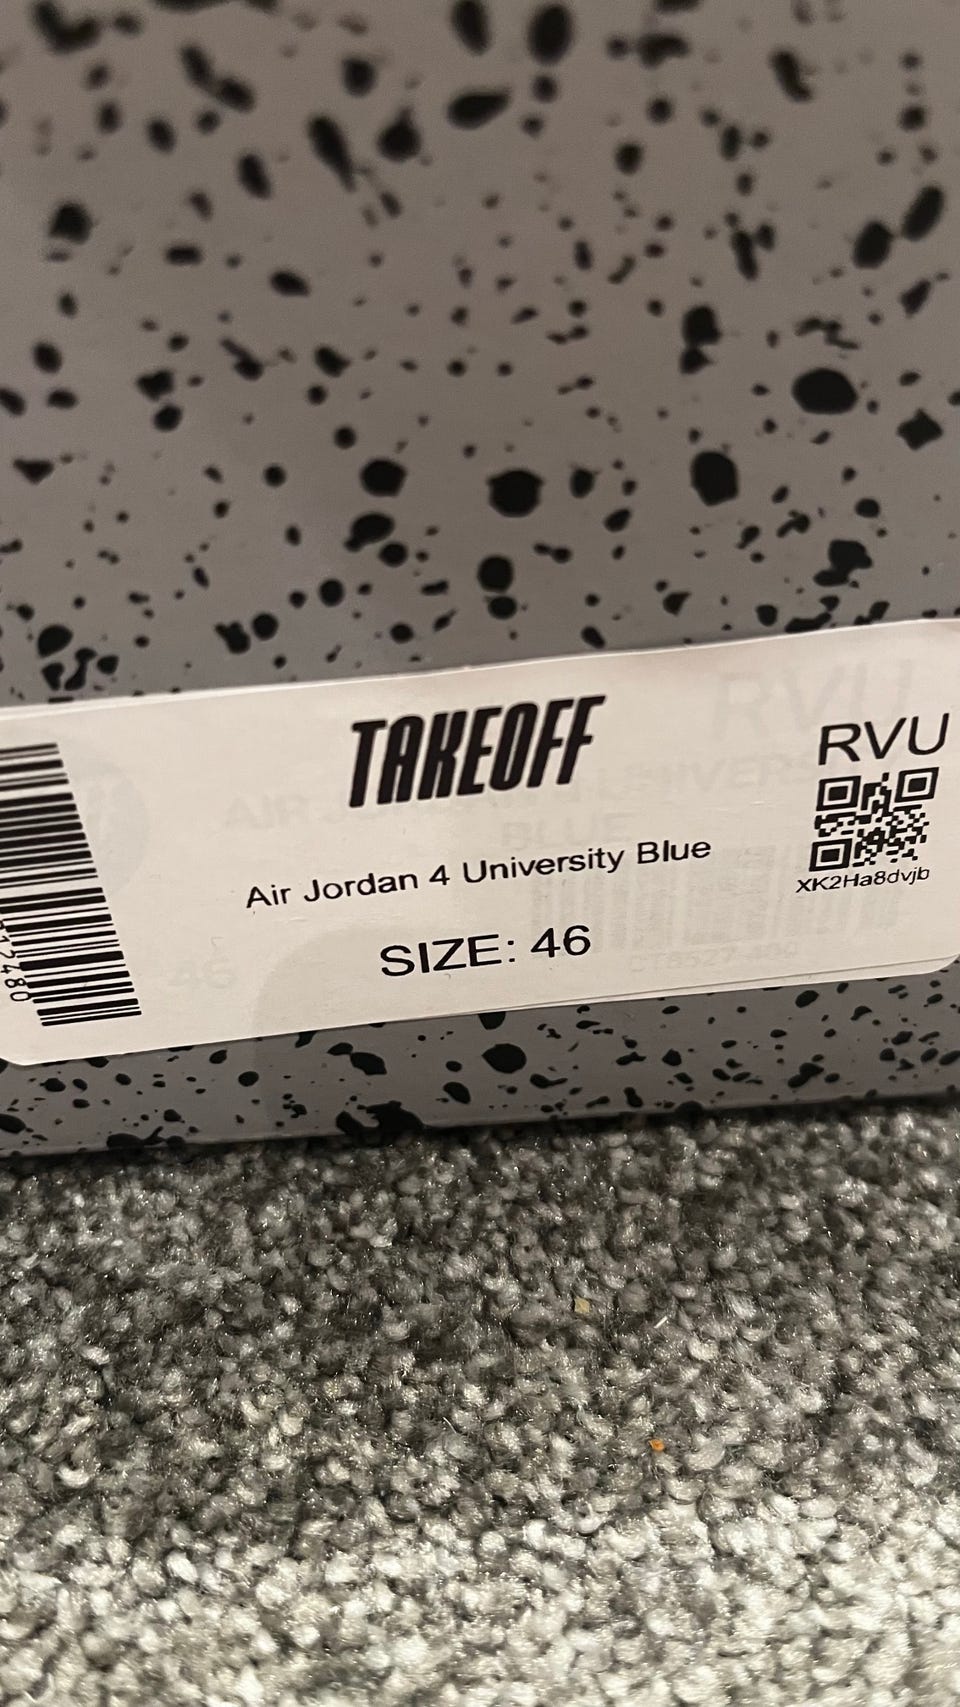 TAKEOFF
RVU
Air Jordan 4 University Blue
XK2Ha8dvjb
SIZE: 46